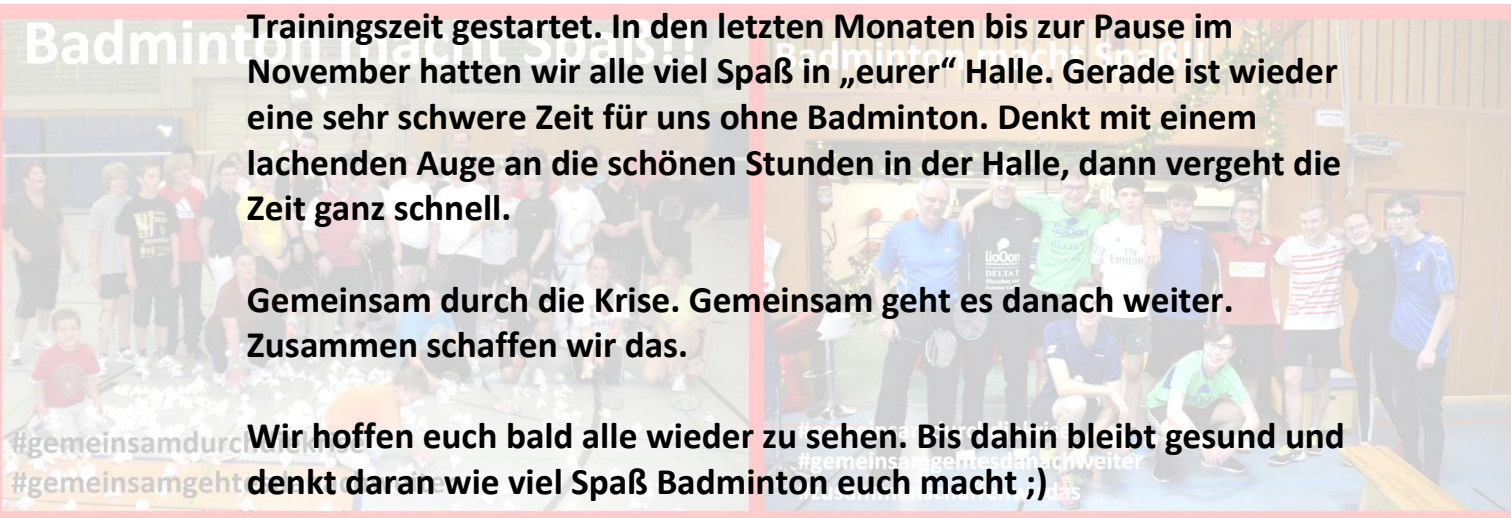 Trainingszeit gestartet. In den letzten Monaten bis zur Pause im
November hatten wir alle viel Spaß in „eurer“ Halle. Gerade ist wieder
eine sehr schwere Zeit für uns ohne Badminton. Denkt mit einem
lachenden Auge an die schönen Stunden in der Halle, dann vergeht die
Zeit ganz schnell.
Gemeinsam durch die Krise. Gemeinsam geht es danach weiter.
Zusammen schaffen wir das.
Wir hoffen euch bald alle wieder zu sehen. Bis dahin bleibt gesund und
denkt daran wie viel Spaß Badminton euch macht ;)
Badminton macht Spaß!!
Badminton macht Spaß!!
#gemeinsamgehtesdanachweiter
lioOon
DELTA T
lioOon
Emirates